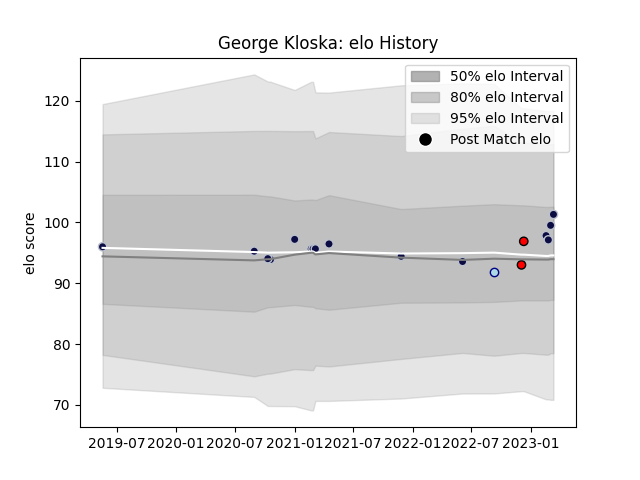 George Kloska: elo History
50% elo Interval
80% elo Interval
95% elo Interval
Post Match elo
elo score
120
110
100
90
80
70
2019-07 2020-01 2020-07 2021-01 2021-07 2022-01 2022-07 2023-01